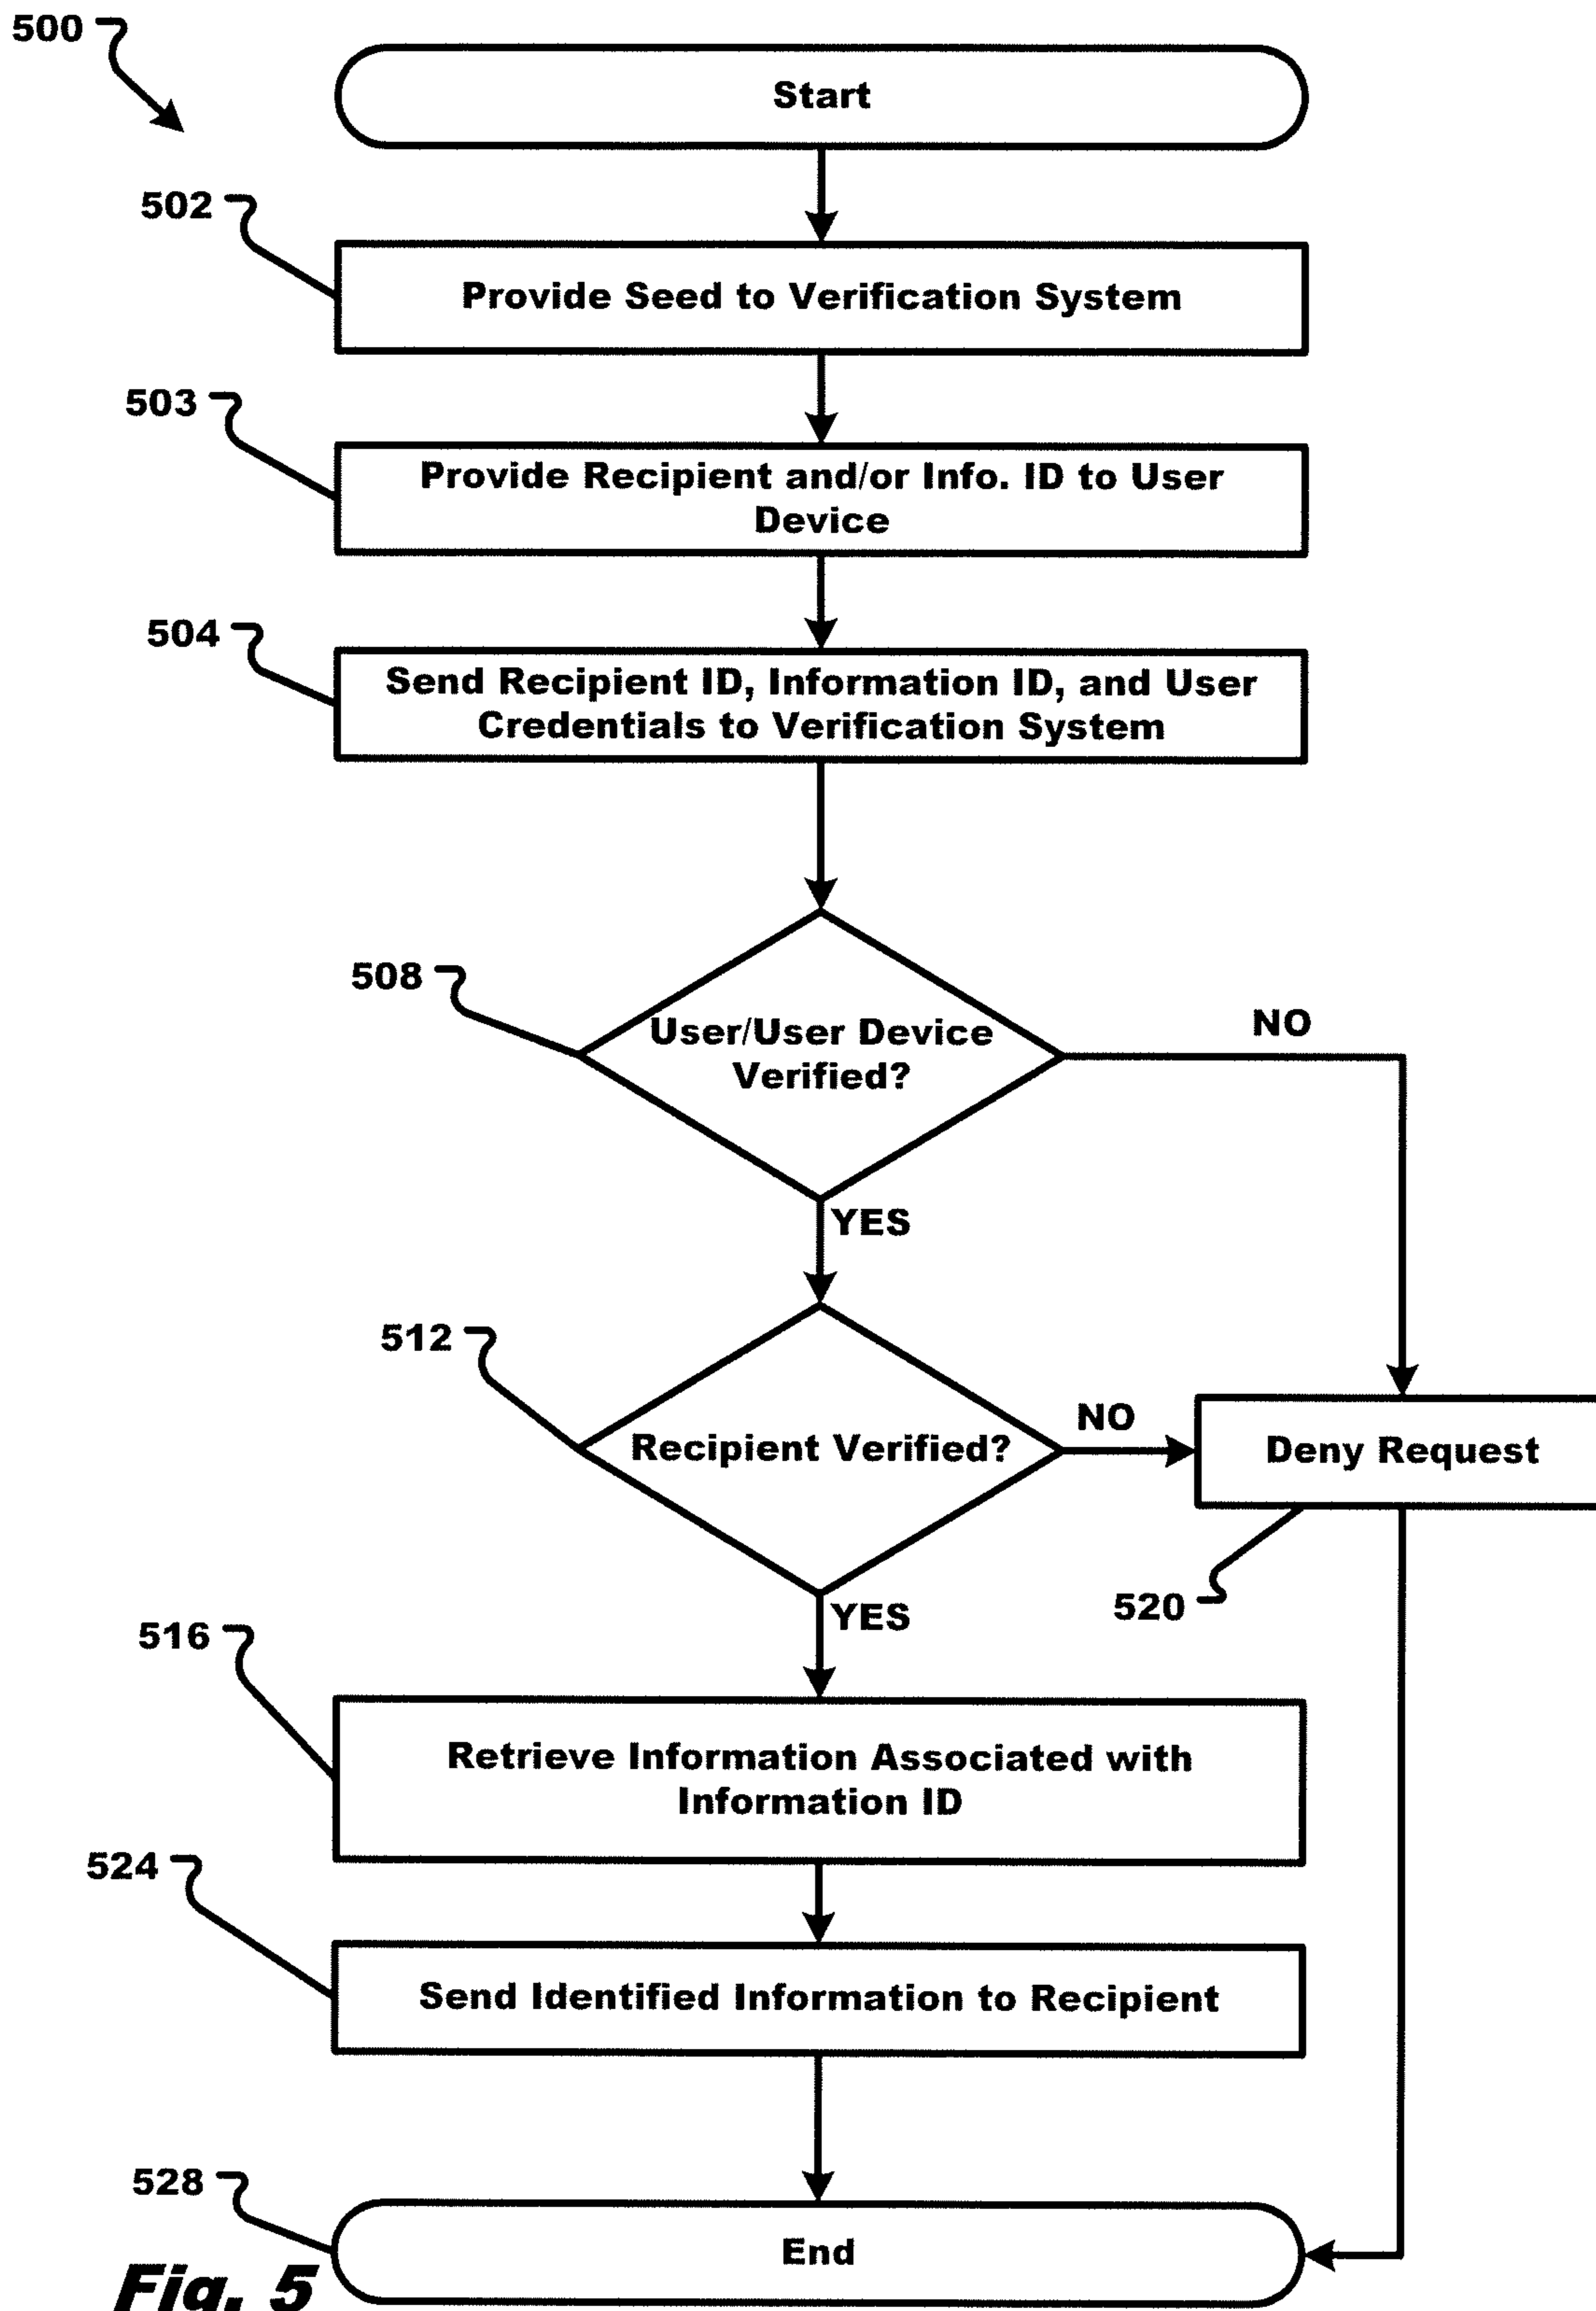 500
Start
502
Provide Seed to Verification System
503
Provide Recipient and/or Info. ID to User
Device
504
Send Recipient ID, Information ID, and User
Credentials to Verification System
508
User/User Device
Verified?
NO
YES
512
Recipient Verified?
NO
Deny Request
520
YES
516
Retrieve Information Associated with
Information ID
524
Send Identified Information to Recipient
528
End
Fig. 5